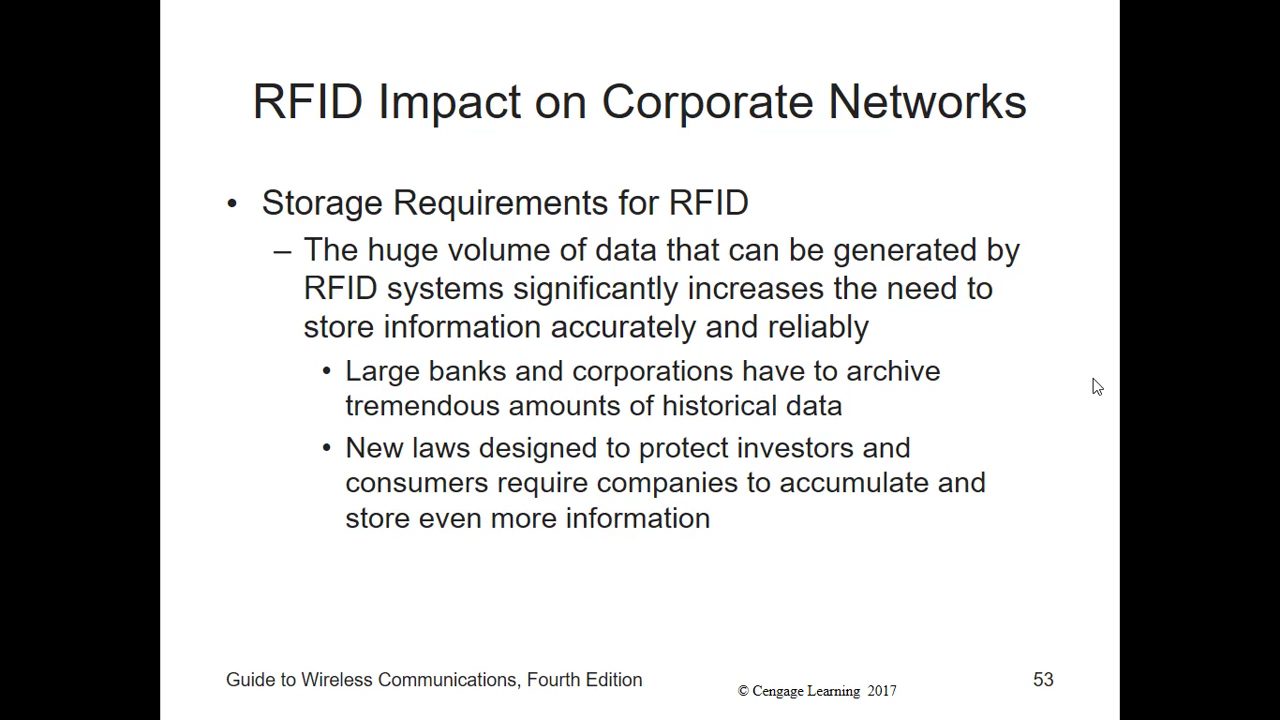 RFID Impact on Corporate Networks
• Storage Requirements for RFID
– The huge volume of data that can be generated by
RFID systems significantly increases the need to
store information accurately and reliably
• Large banks and corporations have to archive
tremendous amounts of historical data
• New laws designed to protect investors and
consumers require companies to accumulate and
store even more information
Guide to Wireless Communications, Fourth Edition
© Cengage Learning 2017
53